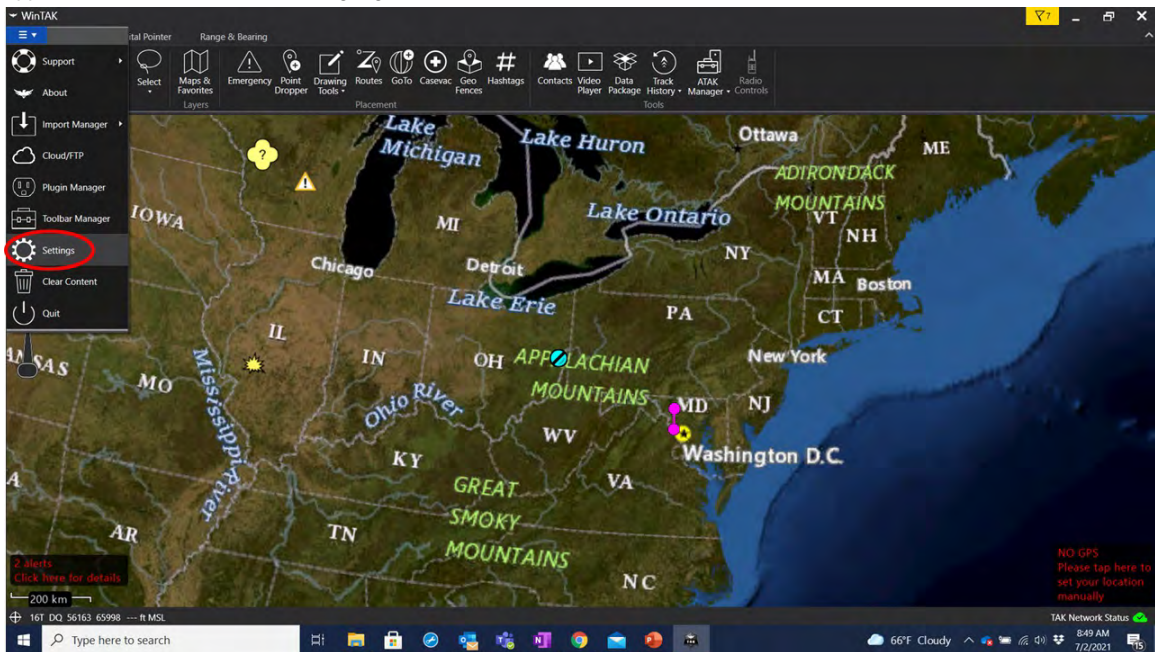 WinTAK
7
ital Pointer
Range & Bearing
Support
About
Import Manager
Cloud/FTP
Plugin Manager
Toolbar Manager
Settings
Clear Content
Quit
Select
Maps &
Favorites
Layers
Emergency
Point
Dropper
Drawing
Tools
Routes
GoTo
Casevac
Geo
Fences
Hashtags
Placement
Contacts
Video
Player
Data
Package
Track
History
ATAK
Manager
Radio
Controls
Tools
Lake
Michigan
Lake Huron
Ottawa
ME
ADIRONDACK
MOUNTAINS
?
IOWA
MI
Lake Ontario
VT
NH
NY
Chicago
Detroit
MA
Boston
Lake Erie
PA
CT
IL
IN
OH
APPALACHIAN
MOUNTAINS
New York
MO
Mississippi River
Ohio River
MD
NJ
WV
Washington D.C.
KY
VA
GREAT
SMOKY
MOUNTAINS
AR
TN
NC
2 alerts
Click here for details
200 km
NO GPS
Please tap here to
set your location
manually
16T DQ 56163 65998 --- ft MSL
TAK Network Status
Type here to search
66°F Cloudy
8:49 AM
7/2/2021
15